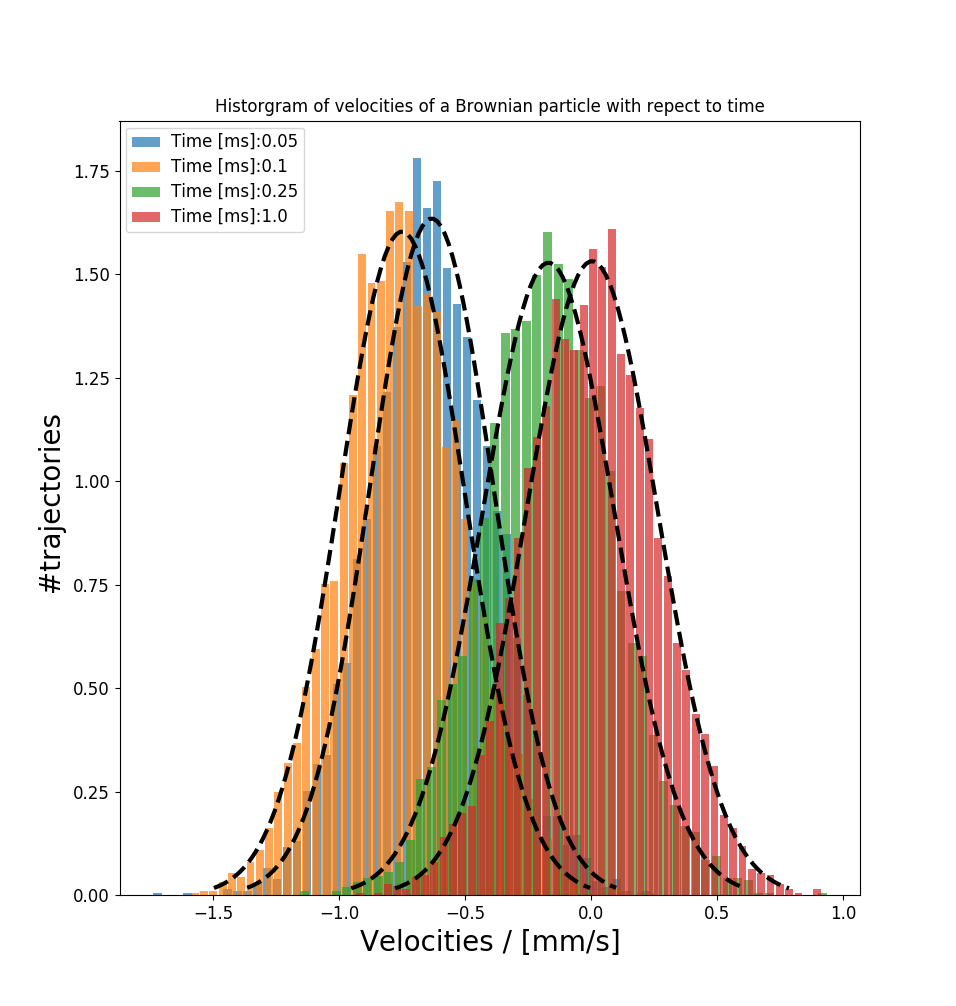 Historgram of velocities of a Brownian particle with repect to time
Time [ms]:0.05
Time [ms]:0.1
Time [ms]:0.25
Time [ms]:1.0
#trajectories
1.75
1.50
1.25
1.00
0.75
0.50
0.25
0.00
−1.5 −1.0 −0.5 0.0 0.5 1.0
Velocities / [mm/s]